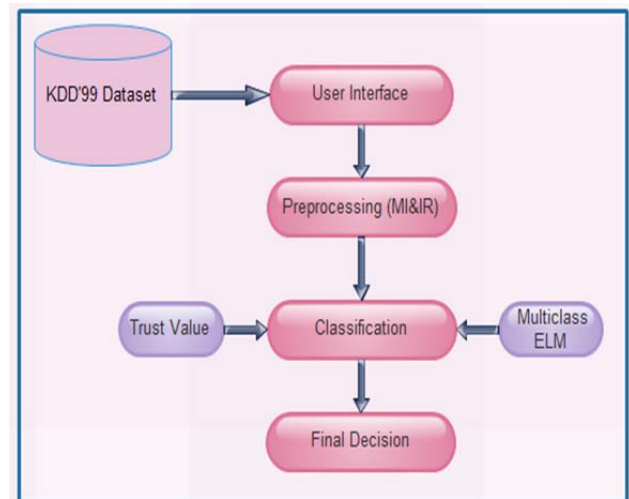 KDD'99 Dataset
User Interface
Preprocessing (MI&IR)
Trust Value
Classification
Multiclass
ELM
Final Decision